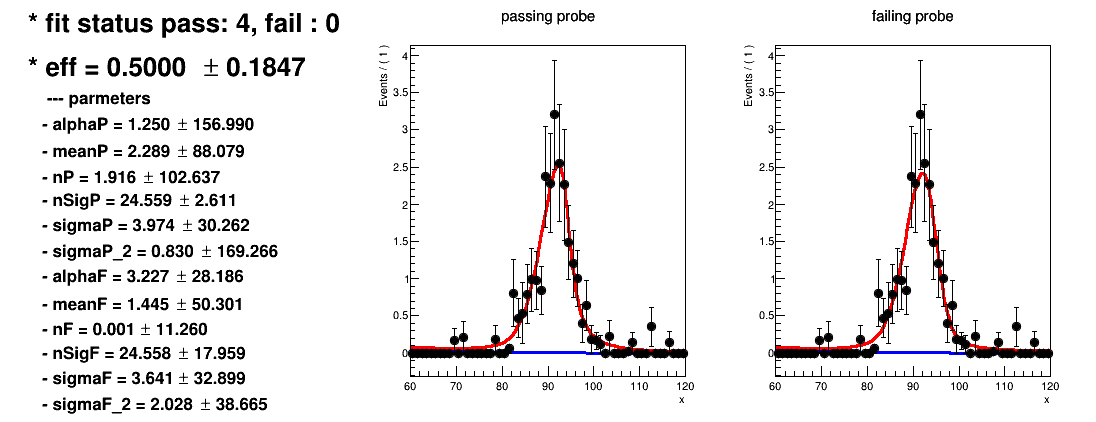 * fit status pass: 4, fail : 0
* eff = 0.5000 ± 0.1847
--- parmeters
- alphaP = 1.250 ± 156.990
- meanP = 2.289 ± 88.079
- nP = 1.916 ± 102.637
- nSigP = 24.559 ± 2.611
- sigmaP = 3.974 ± 30.262
- sigmaP_2 = 0.830 ± 169.266
- alphaF = 3.227 ± 28.186
- meanF = 1.445 ± 50.301
- nF = 0.001 ± 11.260
- nSigF = 24.558 ± 17.959
- sigmaF = 3.641 ± 32.899
- sigmaF_2 = 2.028 ± 38.665
passing probe
Events / ( 1 )
4
3.5
3
2.5
2
1.5
1
0.5
0
60 70 80 90 100 110 120
x
failing probe
Events / ( 1 )
4
3.5
3
2.5
2
1.5
1
0.5
0
60 70 80 90 100 110 120
x